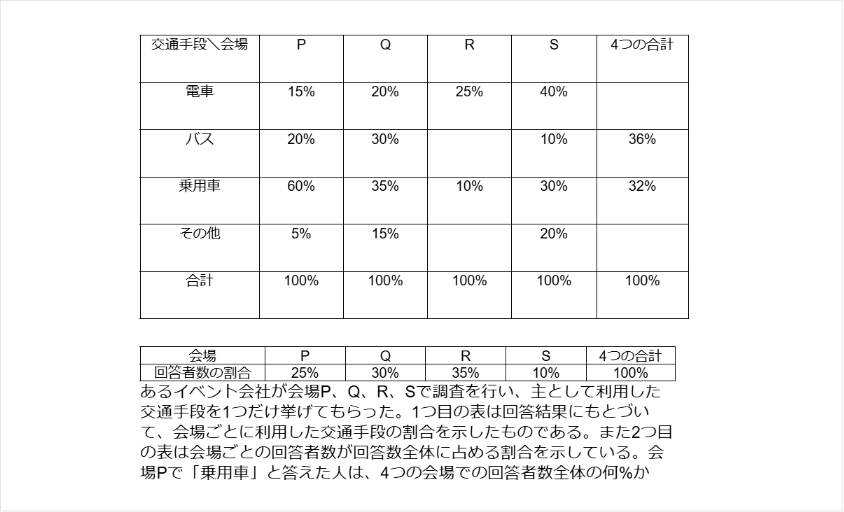 交通手段＼会場 P Q R S 4つの合計
電車 15% 20% 25% 40%
バス 20% 30% 10% 36%
乗用車 60% 35% 10% 30% 32%
その他 5% 15% 20%
合計 100% 100% 100% 100% 100%
会場 P Q R S 4つの合計
回答者数の割合 25% 30% 35% 10% 100%
あるイベント会社が会場P、Q、R、Sで調査を行い、主として利用した
交通手段を1つだけ挙げてもらった。1つ目の表は回答結果にもとづい
て、会場ごとに利用した交通手段の割合を示したものである。また2つ目
の表は会場ごとの回答者数が回答数全体に占める割合を示している。会
場Pで「乗用車」と答えた人は、4つの会場での回答者数全体の何%か